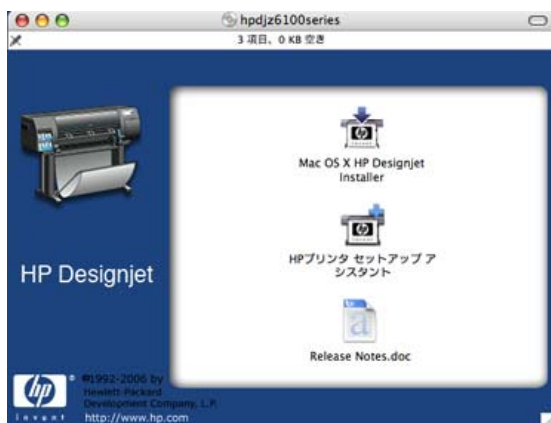 hpdjz6100series
3 項目、0 KB 空き
Mac OS X HP Designjet
Installer
HPプリンタ セットアップ ア
シスタント
HP Designjet
Release Notes.doc
©1992-2006 by
Hewlett-Packard
Development Company, L.P.
http://www.hp.com
hp
invent